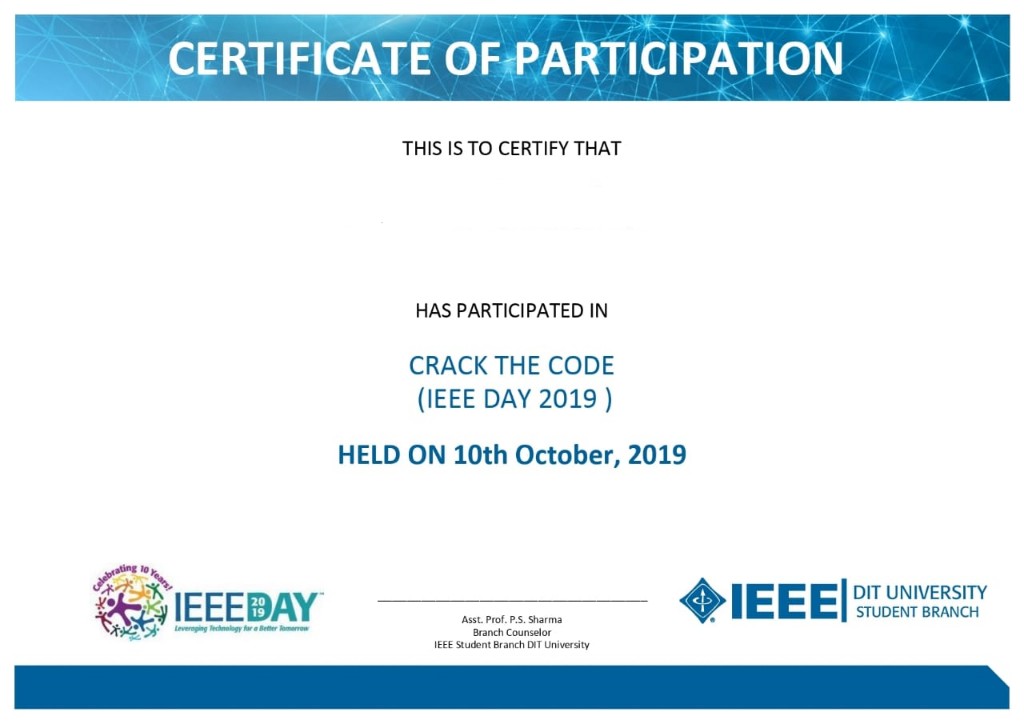 CERTIFICATE OF PARTICIPATION
THIS IS TO CERTIFY THAT
HAS PARTICIPATED IN
CRACK THE CODE
(IEEE DAY 2019 )
HELD ON 10th October, 2019
Celebrating 10 Years!
IEEE 2019 DAY™
Leveraging Technology for a Better Tomorrow
Asst. Prof. P.S. Sharma
Branch Counselor
IEEE Student Branch DIT University
IEEE DIT UNIVERSITY
STUDENT BRANCH